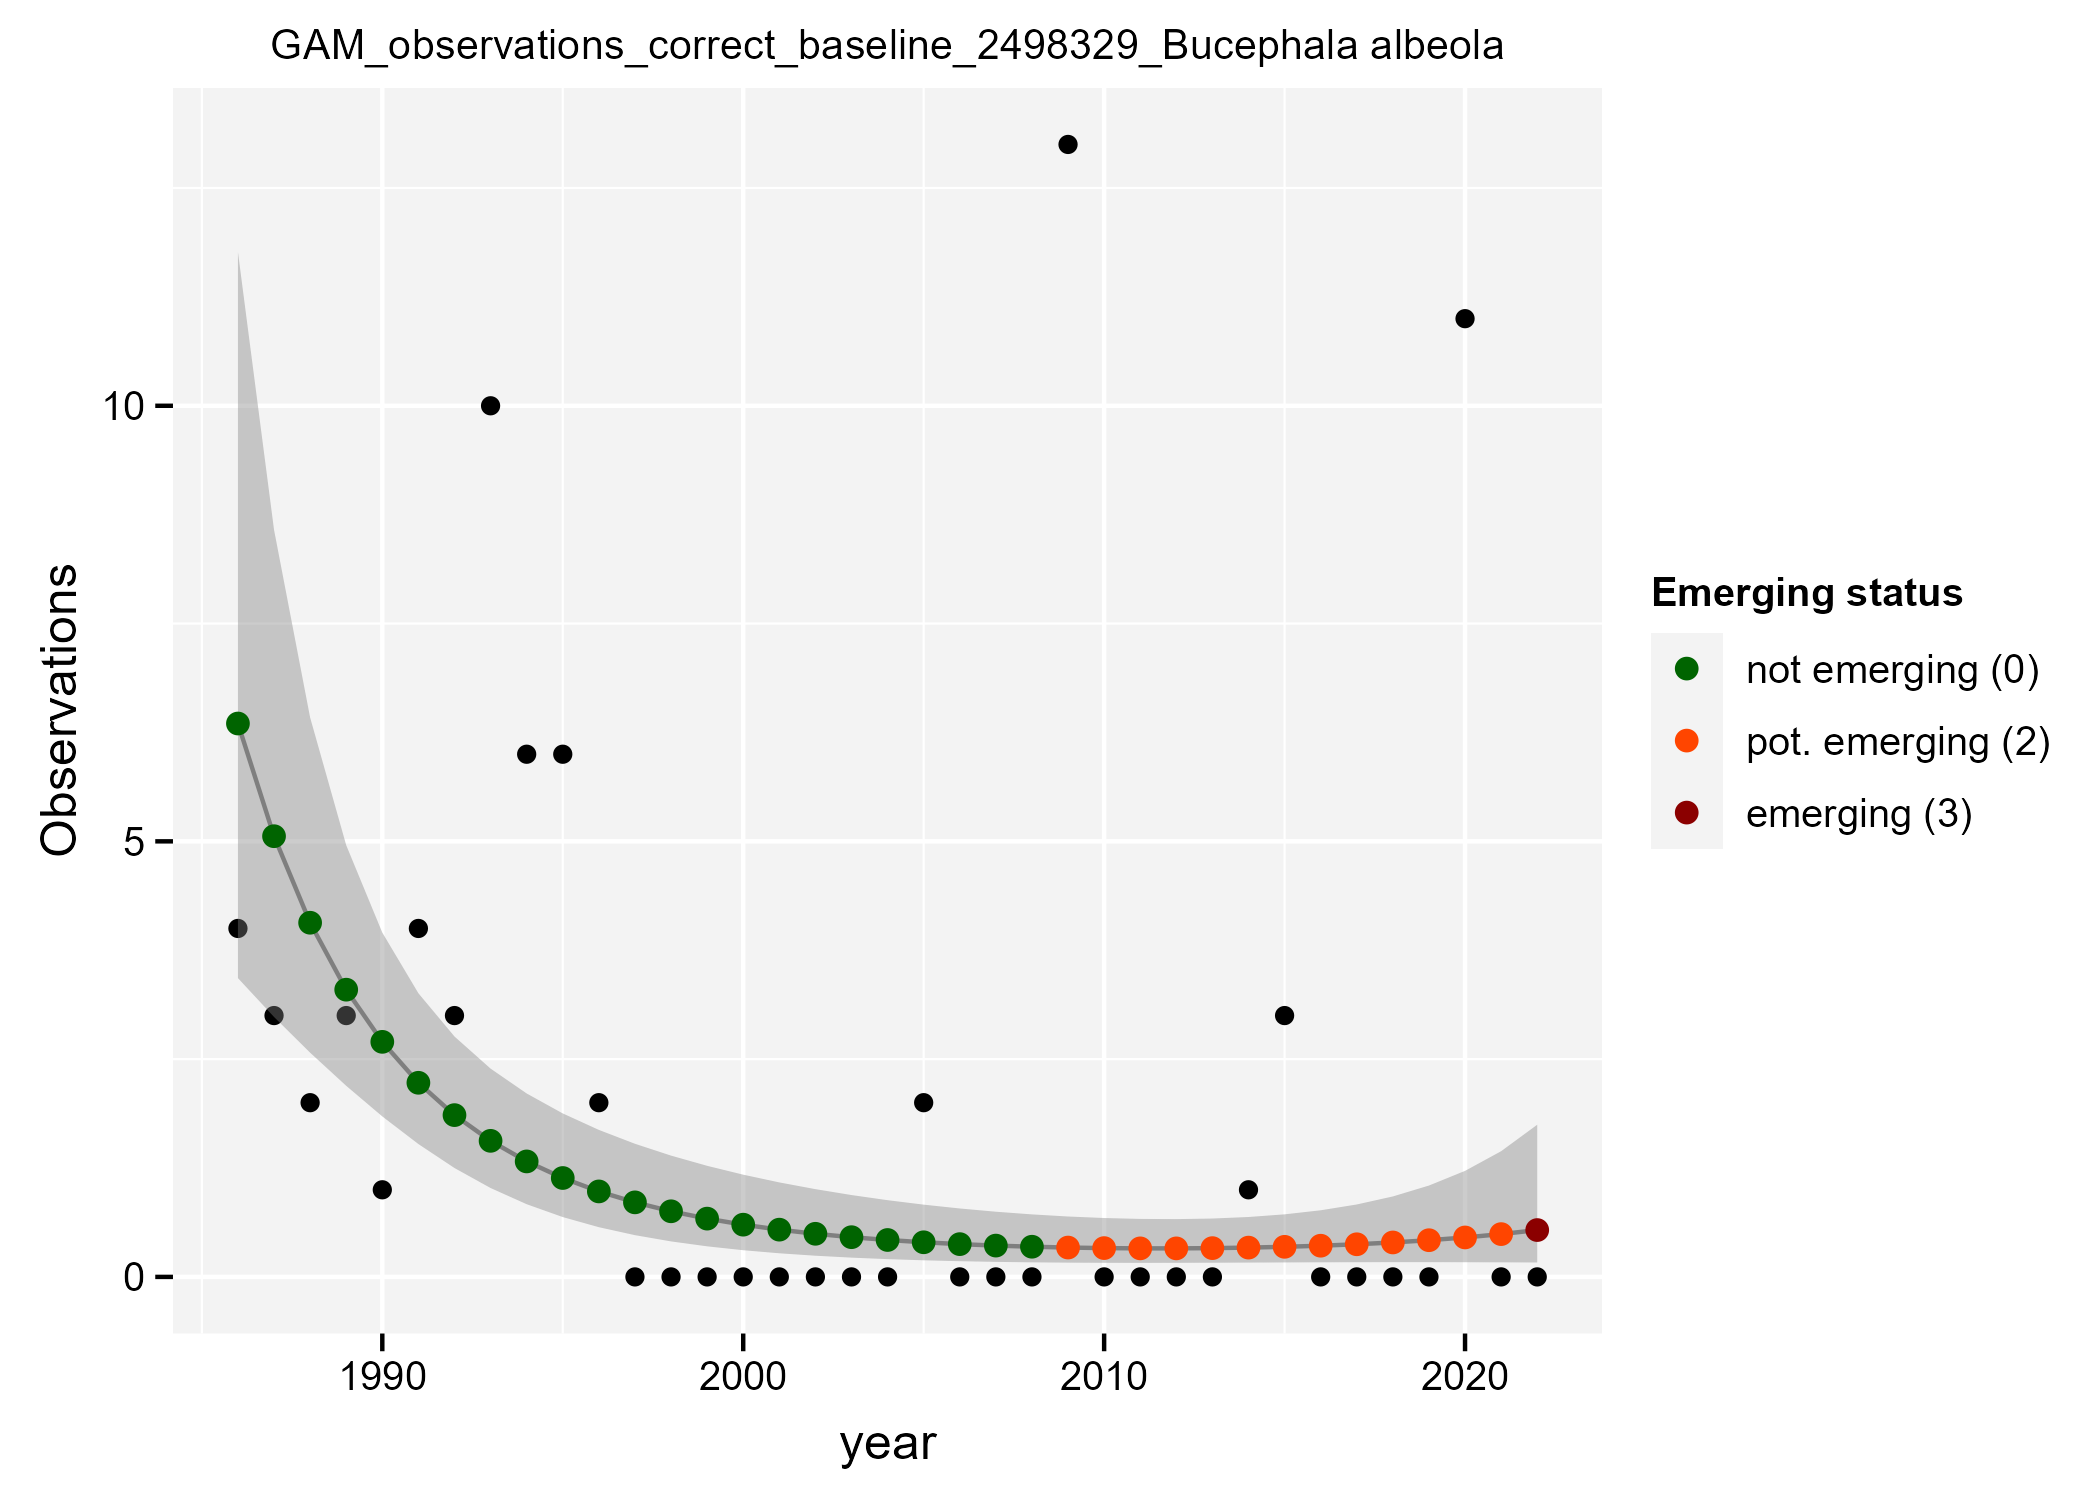 GAM_observations_correct_baseline_2498329_Bucephala albeola
Observations
10
5
0
1990
2000
2010
2020
year
Emerging status
not emerging (0)
pot. emerging (2)
emerging (3)